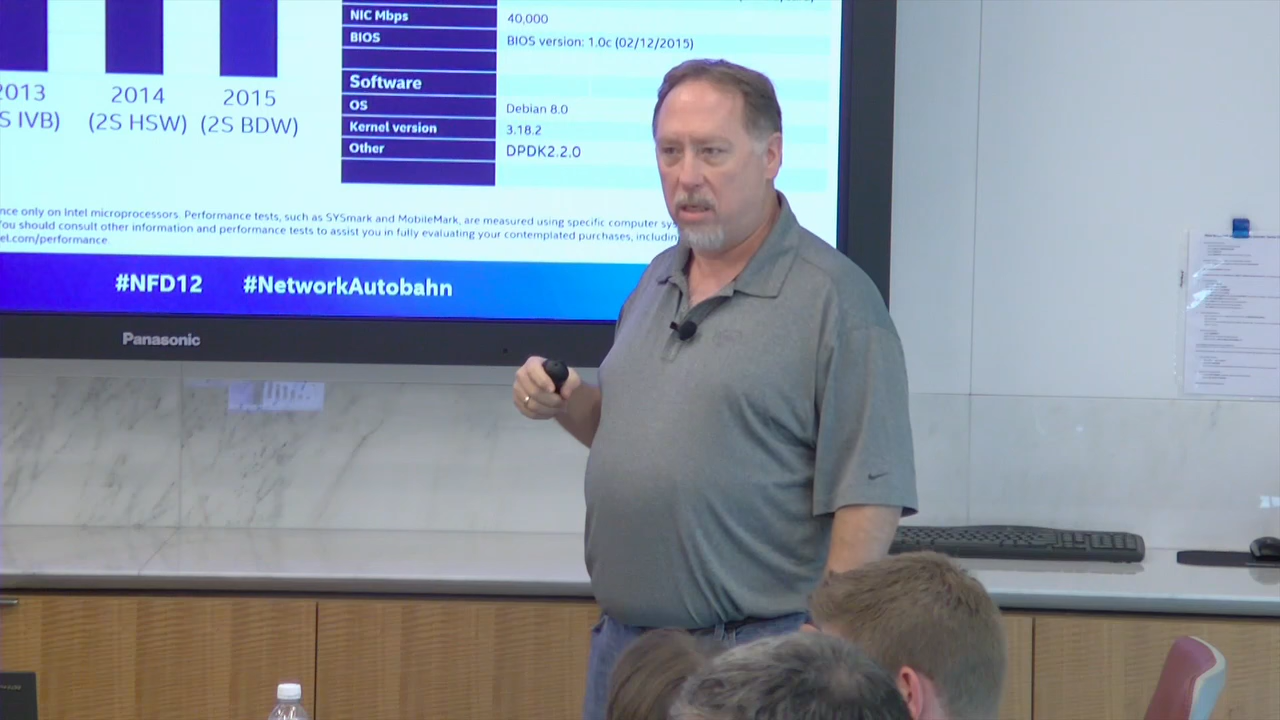 NIC Mbps 40,000
BIOS BIOS version: 1.0c (02/12/2015)
Software
OS Debian 8.0
Kernel version 3.18.2
Other DPDK2.2.0
2013 2014 2015
S IVB) (2S HSW) (2S BDW)
nce only on Intel microprocessors. Performance tests, such as SYSmark and MobileMark, are measured using specific computer sys
You should consult other information and performance tests to assist you in fully evaluating your contemplated purchases, includin
el.com/performance.
#NFD12 #NetworkAutobahn
Panasonic